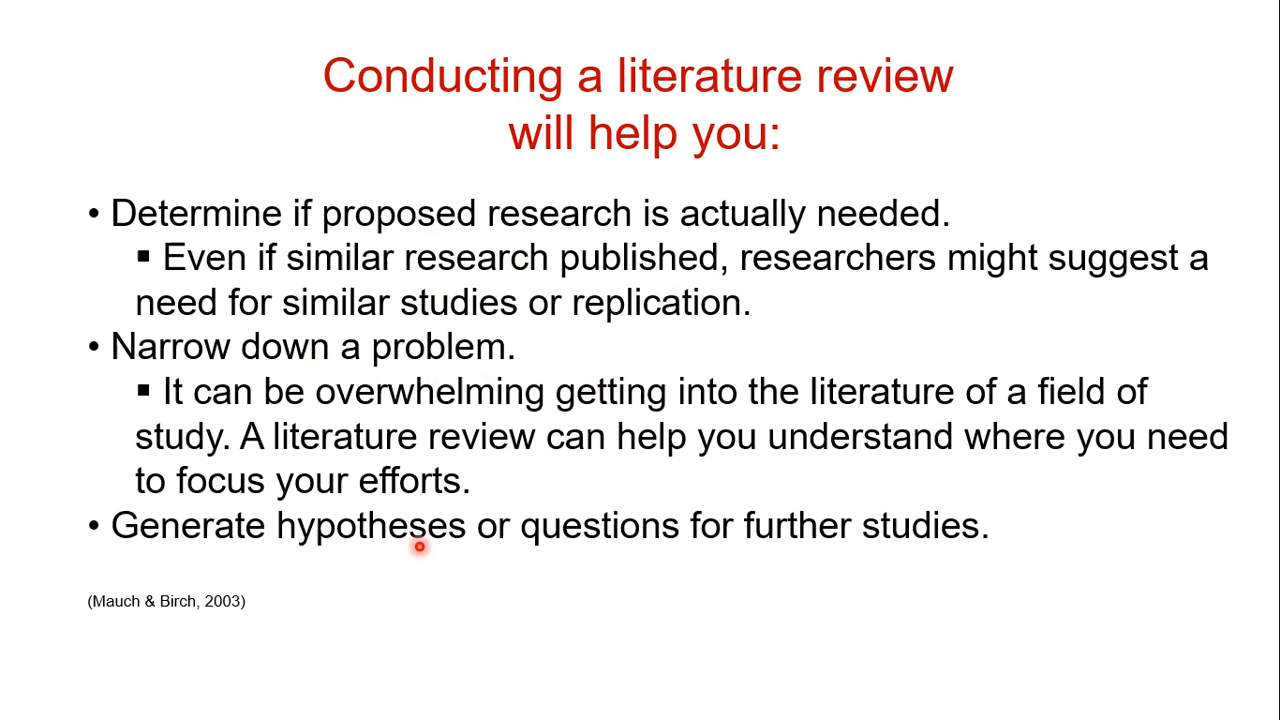 Conducting a literature review
will help you:
• Determine if proposed research is actually needed.
▪ Even if similar research published, researchers might suggest a
need for similar studies or replication.
• Narrow down a problem.
▪ It can be overwhelming getting into the literature of a field of
study. A literature review can help you understand where you need
to focus your efforts.
• Generate hypotheses or questions for further studies.
(Mauch & Birch, 2003)